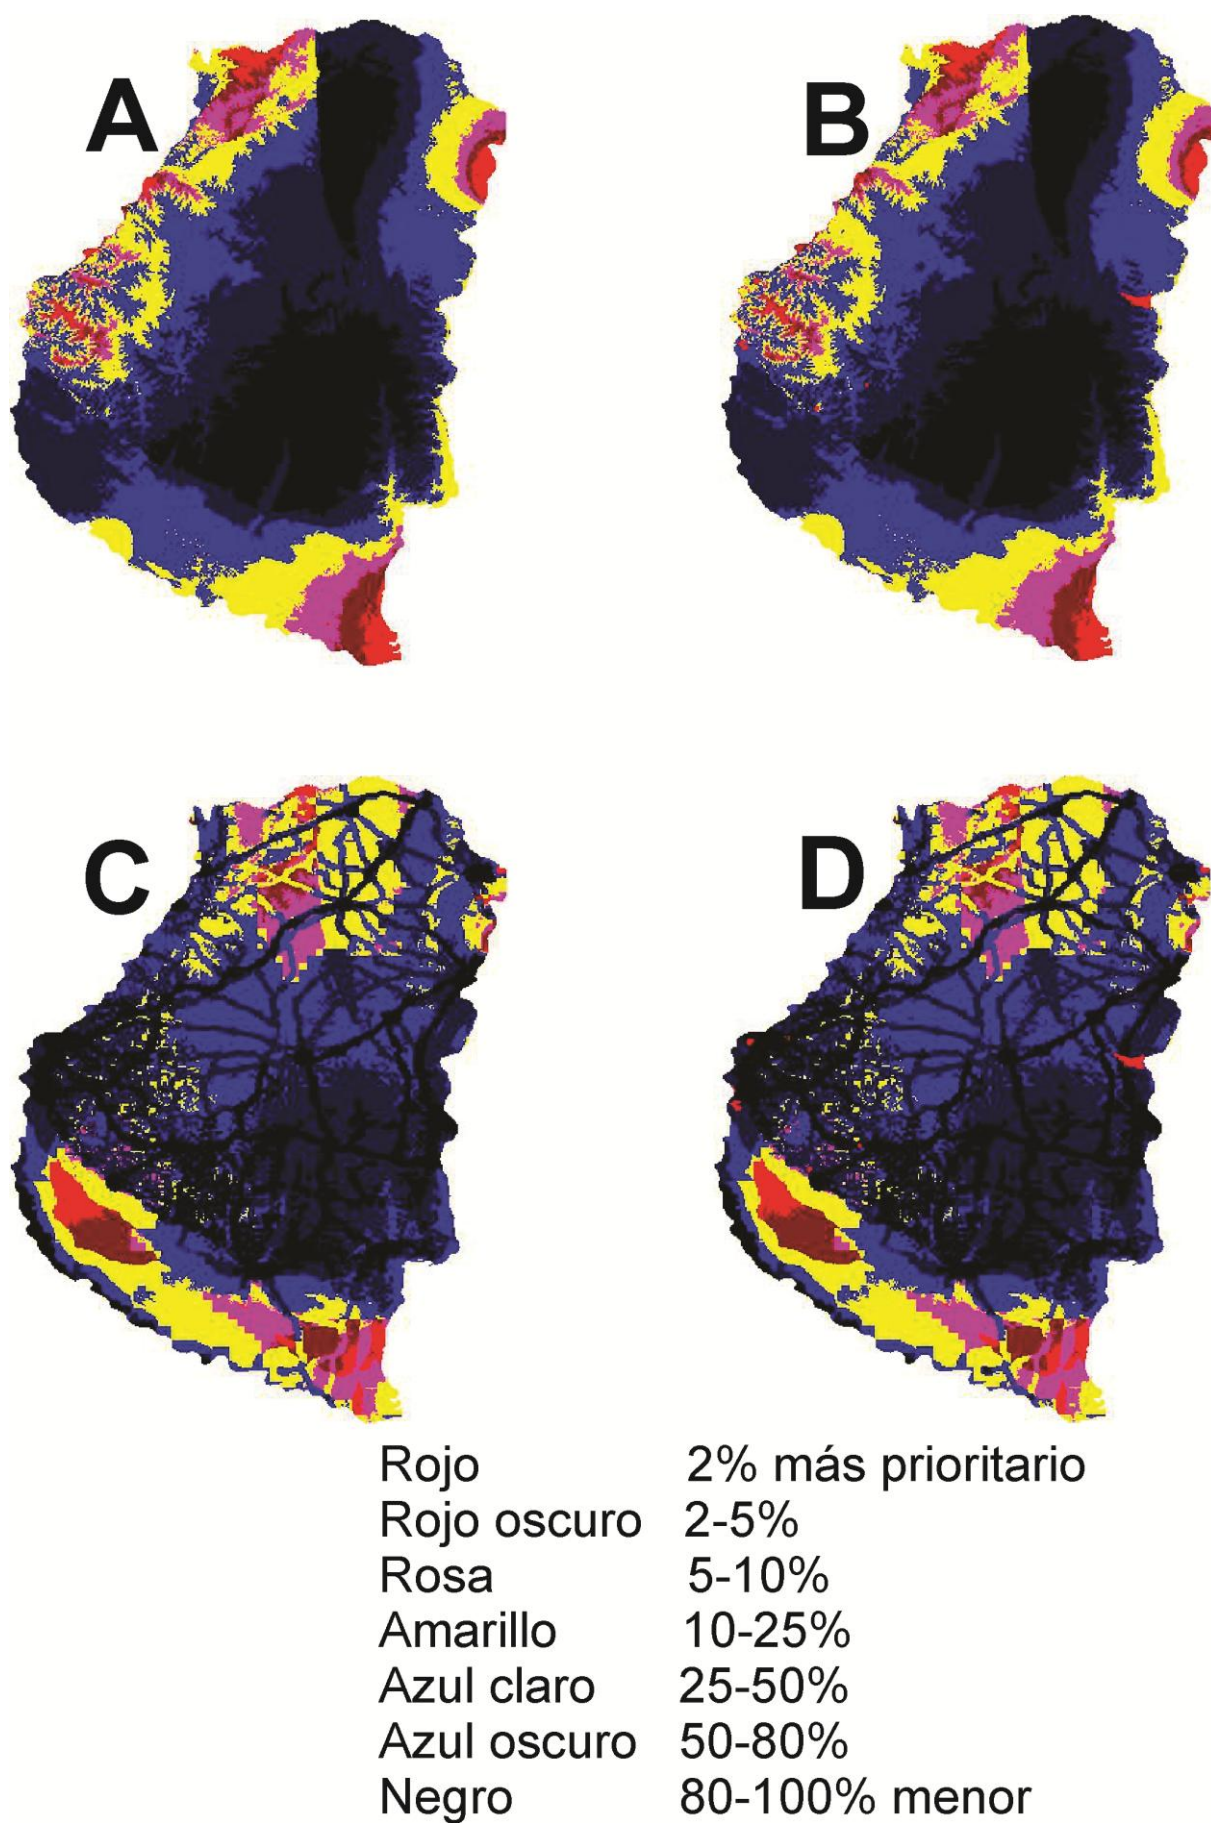 A
B
C
D
Rojo 2% más prioritario
Rojo oscuro 2-5%
Rosa 5-10%
Amarillo 10-25%
Azul claro 25-50%
Azul oscuro 50-80%
Negro 80-100% menor